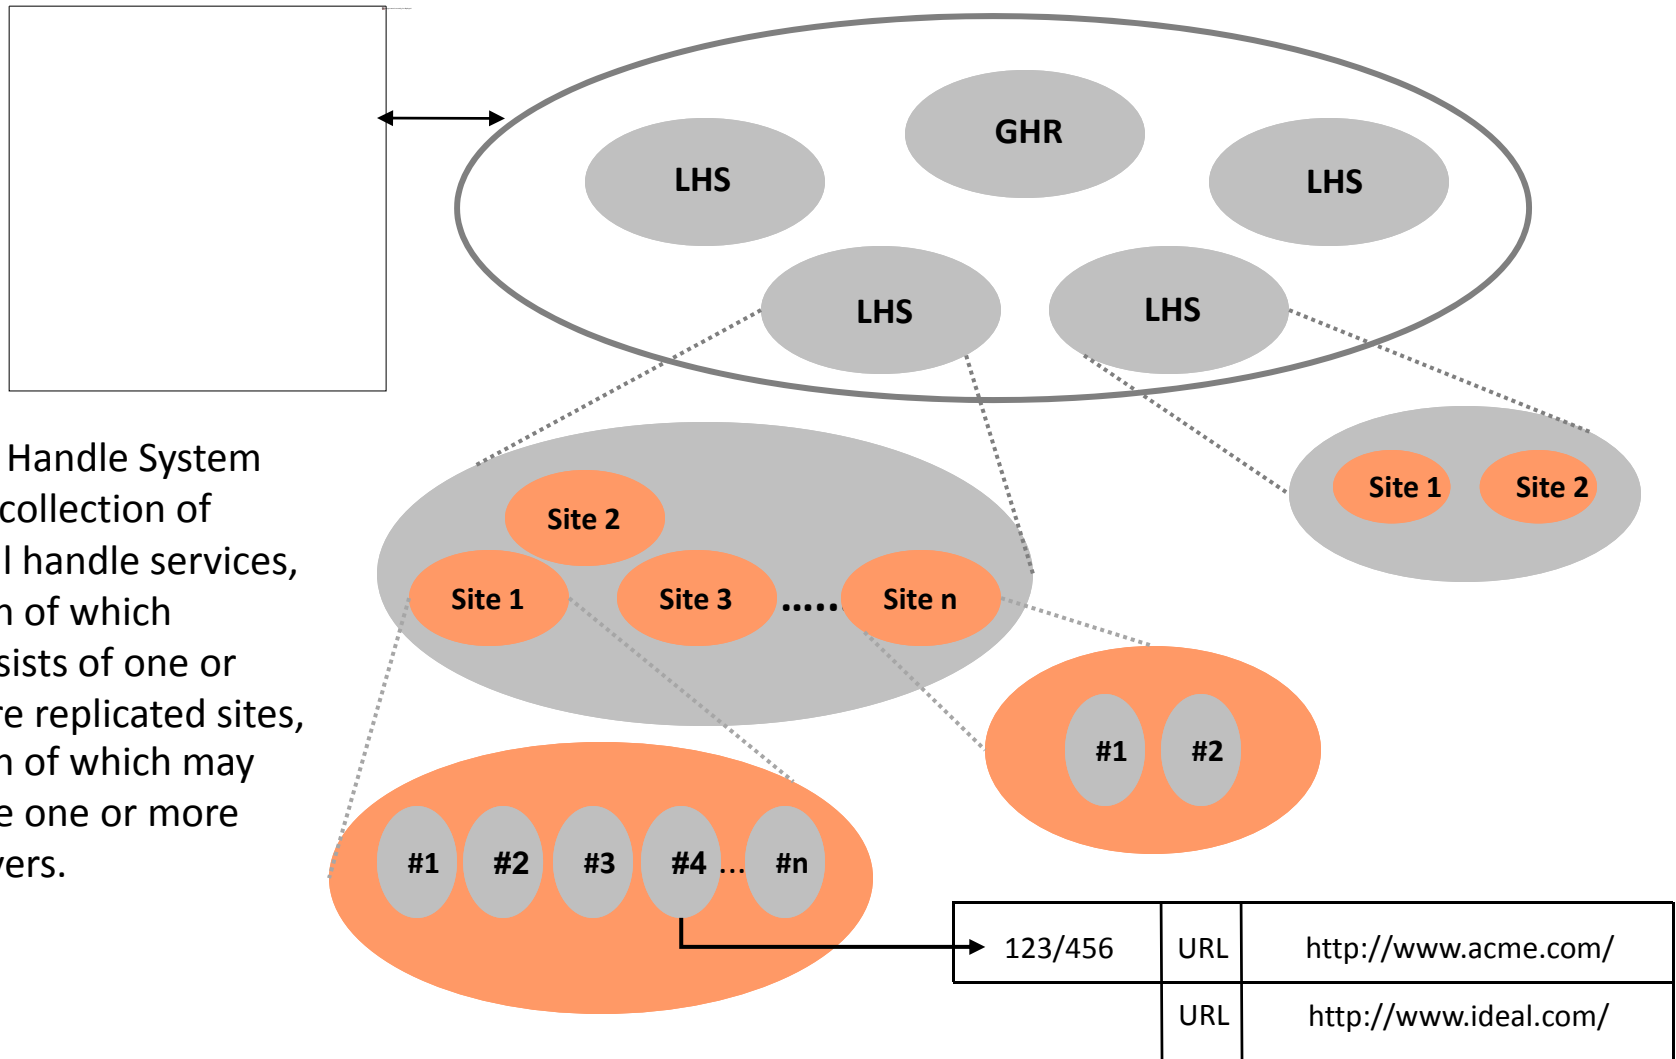 GHR
LHS
LHS
LHS
LHS
Handle System
collection of
l handle services,
n of which
sists of one or
re replicated sites,
n of which may
e one or more
vers.
Site 1
Site 2
Site 2
Site 1
Site 3
......
Site n
#1
#2
#1
#2
#3
#4
...
#n
123/456 URL http://www.acme.com/
URL http://www.ideal.com/